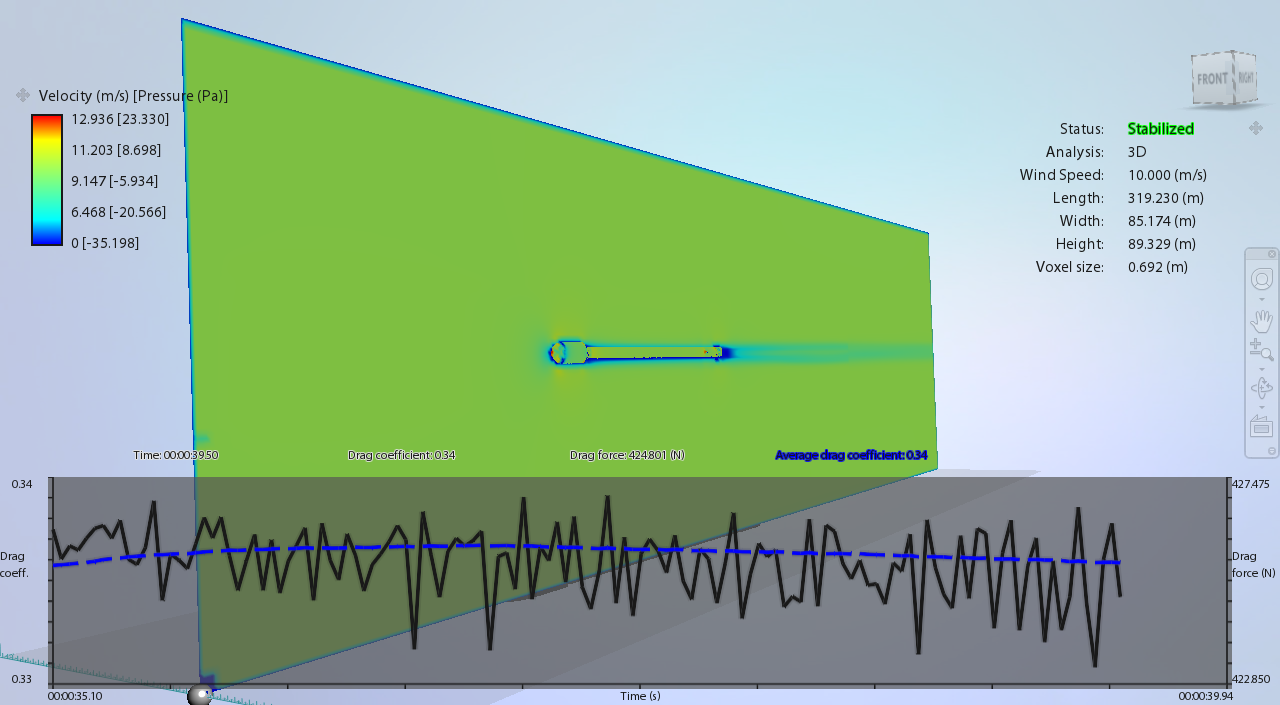 FRONT RIGHT
Velocity (m/s) [Pressure (Pa)]
12.936 [23.330]
11.203 [8.698]
9.147 [-5.934]
6.468 [-20.566]
0 [-35.198]
Status: Stabilized
Analysis: 3D
Wind Speed: 10.000 (m/s)
Length: 319.230 (m)
Width: 85.174 (m)
Height: 89.329 (m)
Voxel size: 0.692 (m)
Time: 00:00:39.50 Drag coefficient: 0.34 Drag force: 424.801 (N) Average drag coefficient: 0.34
0.34 427.475
Drag coeff. Drag force (N)
0.33 422.850
00:00:35.10 Time (s) 00:00:39.94